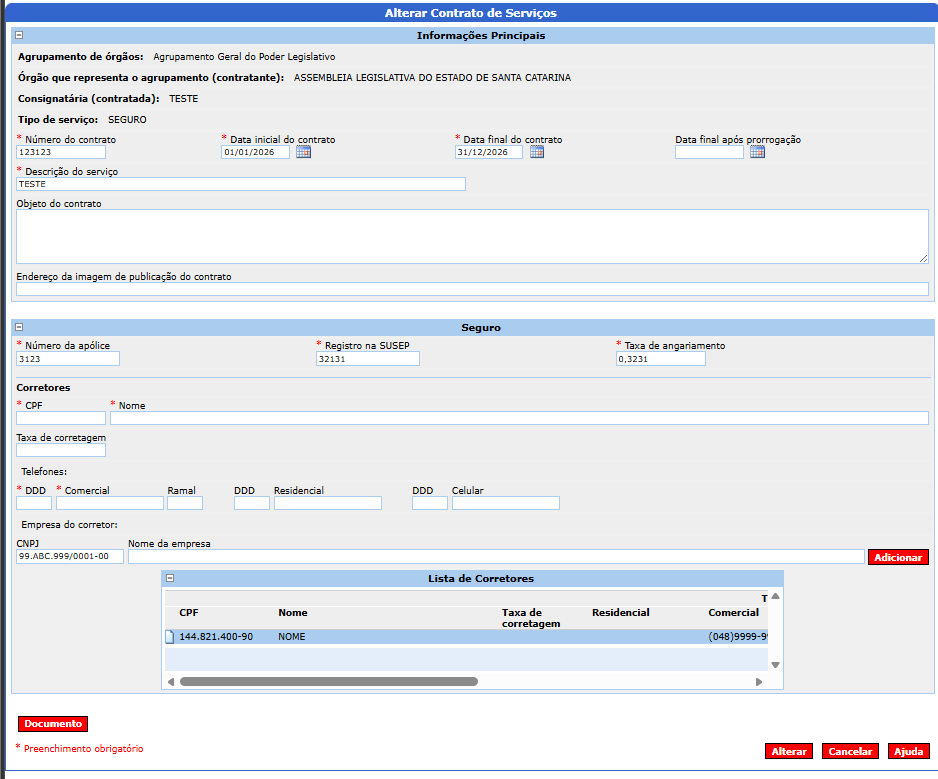 Alterar Contrato de Serviços
Informações Principais
Agrupamento de órgãos: Agrupamento Geral do Poder Legislativo
Órgão que representa o agrupamento (contratante): ASSEMBLEIA LEGISLATIVA DO ESTADO DE SANTA CATARINA
Consignatária (contratada): TESTE
Tipo de serviço: SEGURO
* Número do contrato * Data inicial do contrato * Data final do contrato Data final após prorrogação
123123 01/01/2026 31/12/2026
* Descrição do serviço
TESTE
Objeto do contrato
Endereço da imagem de publicação do contrato
Seguro
* Número da apólice * Registro na SUSEP * Taxa de angariamento
3123 32131 0,3231
Corretores
* CPF * Nome
Taxa de corretagem
Telefones:
* DDD * Comercial Ramal DDD Residencial DDD Celular
Empresa do corretor:
CNPJ Nome da empresa
99.ABC.999/0001-00 Adicionar
Lista de Corretores
T
CPF Nome Taxa de corretagem Residencial Comercial
144.821.400-90 NOME (048)9999-9
Documento
* Preenchimento obrigatório
Alterar Cancelar Ajuda